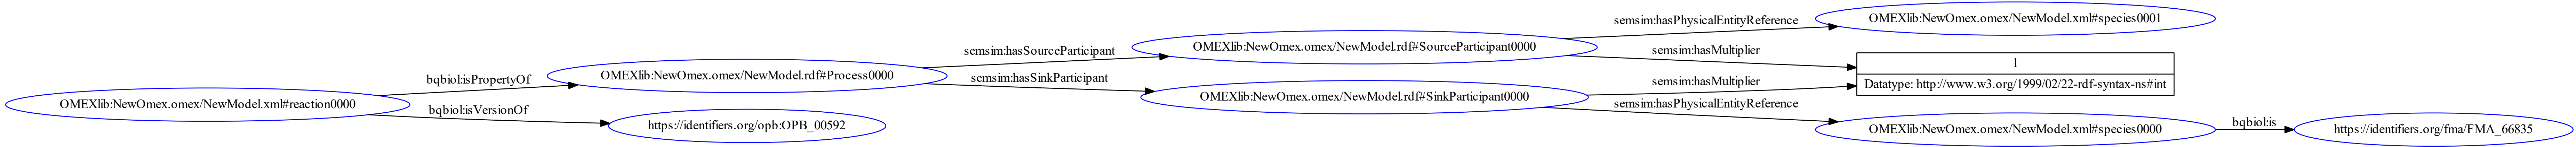 OMEXlib:NewOmex.omex/NewModel.xml#reaction0000
bqbiol:isPropertyOf
bqbiol:isVersionOf
OMEXlib:NewOmex.omex/NewModel.rdf#Process0000
https://identifiers.org/opb:OPB_00592
semsim:hasSourceParticipant
semsim:hasSinkParticipant
OMEXlib:NewOmex.omex/NewModel.rdf#SourceParticipant0000
OMEXlib:NewOmex.omex/NewModel.rdf#SinkParticipant0000
semsim:hasPhysicalEntityReference
semsim:hasMultiplier
semsim:hasMultiplier
semsim:hasPhysicalEntityReference
OMEXlib:NewOmex.omex/NewModel.xml#species0001
1
Datatype: http://www.w3.org/1999/02/22-rdf-syntax-ns#int
OMEXlib:NewOmex.omex/NewModel.xml#species0000
bqbiol:is
https://identifiers.org/fma/FMA_66835